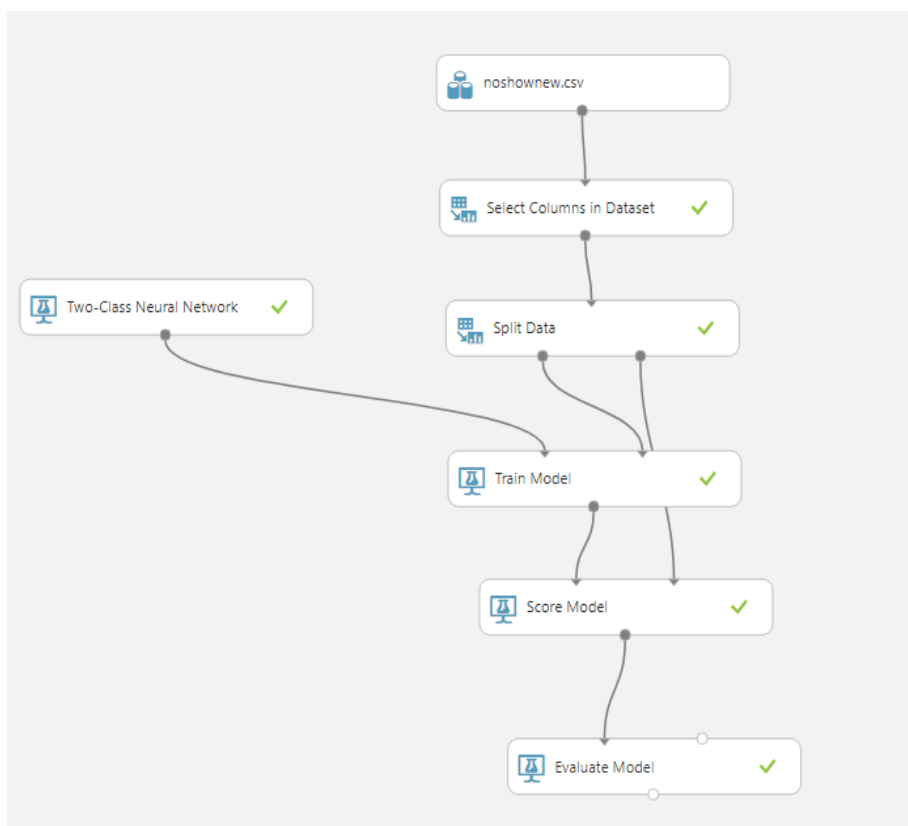 noshownew.csv
Select Columns in Dataset
Two-Class Neural Network
Split Data
Train Model
Score Model
Evaluate Model